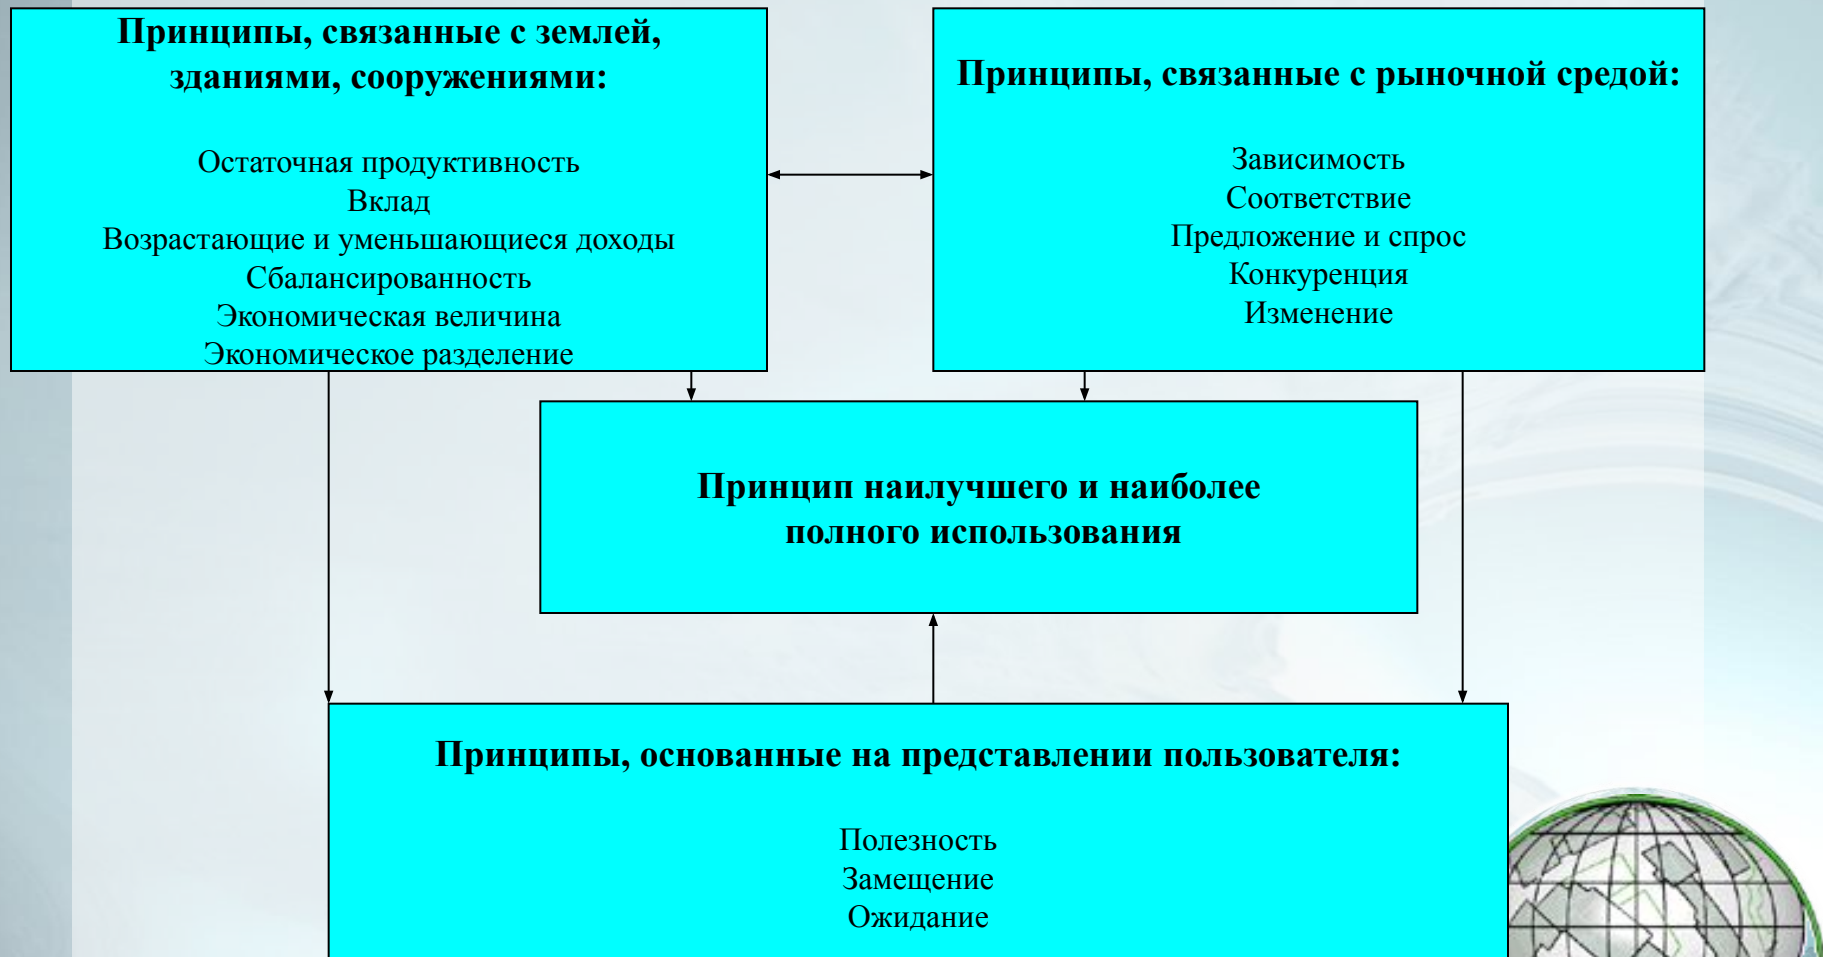 Принципы, связанные с землей,
зданиями, сооружениями:
Остаточная продуктивность
Вклад
Возрастающие и уменьшающиеся доходы
Сбалансированность
Экономическая величина
Экономическое разделение
Принципы, связанные с рыночной средой:
Зависимость
Соответствие
Предложение и спрос
Конкуренция
Изменение
Принцип наилучшего и наиболее
полного использования
Принципы, основанные на представлении пользователя:
Полезность
Замещение
Ожидание